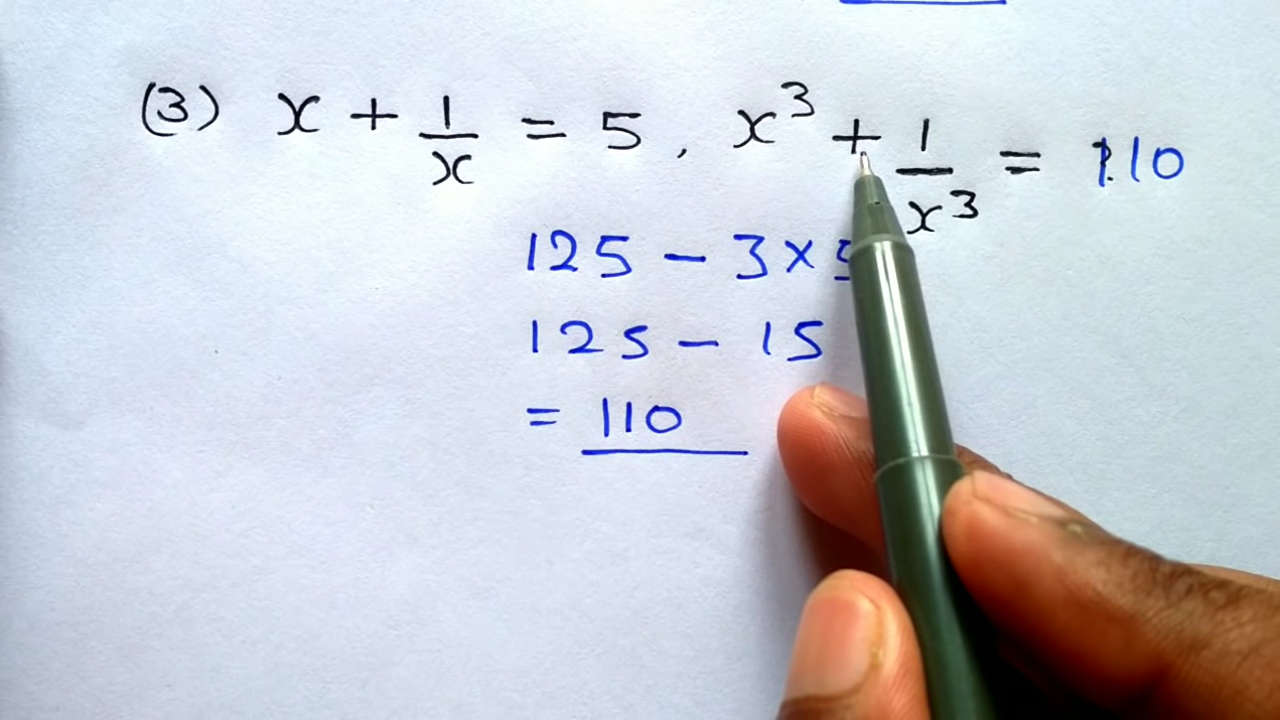 (3) x + 1/x = 5, x³ + 1/x³ = 110
125 - 3×5
125 - 15
= 110